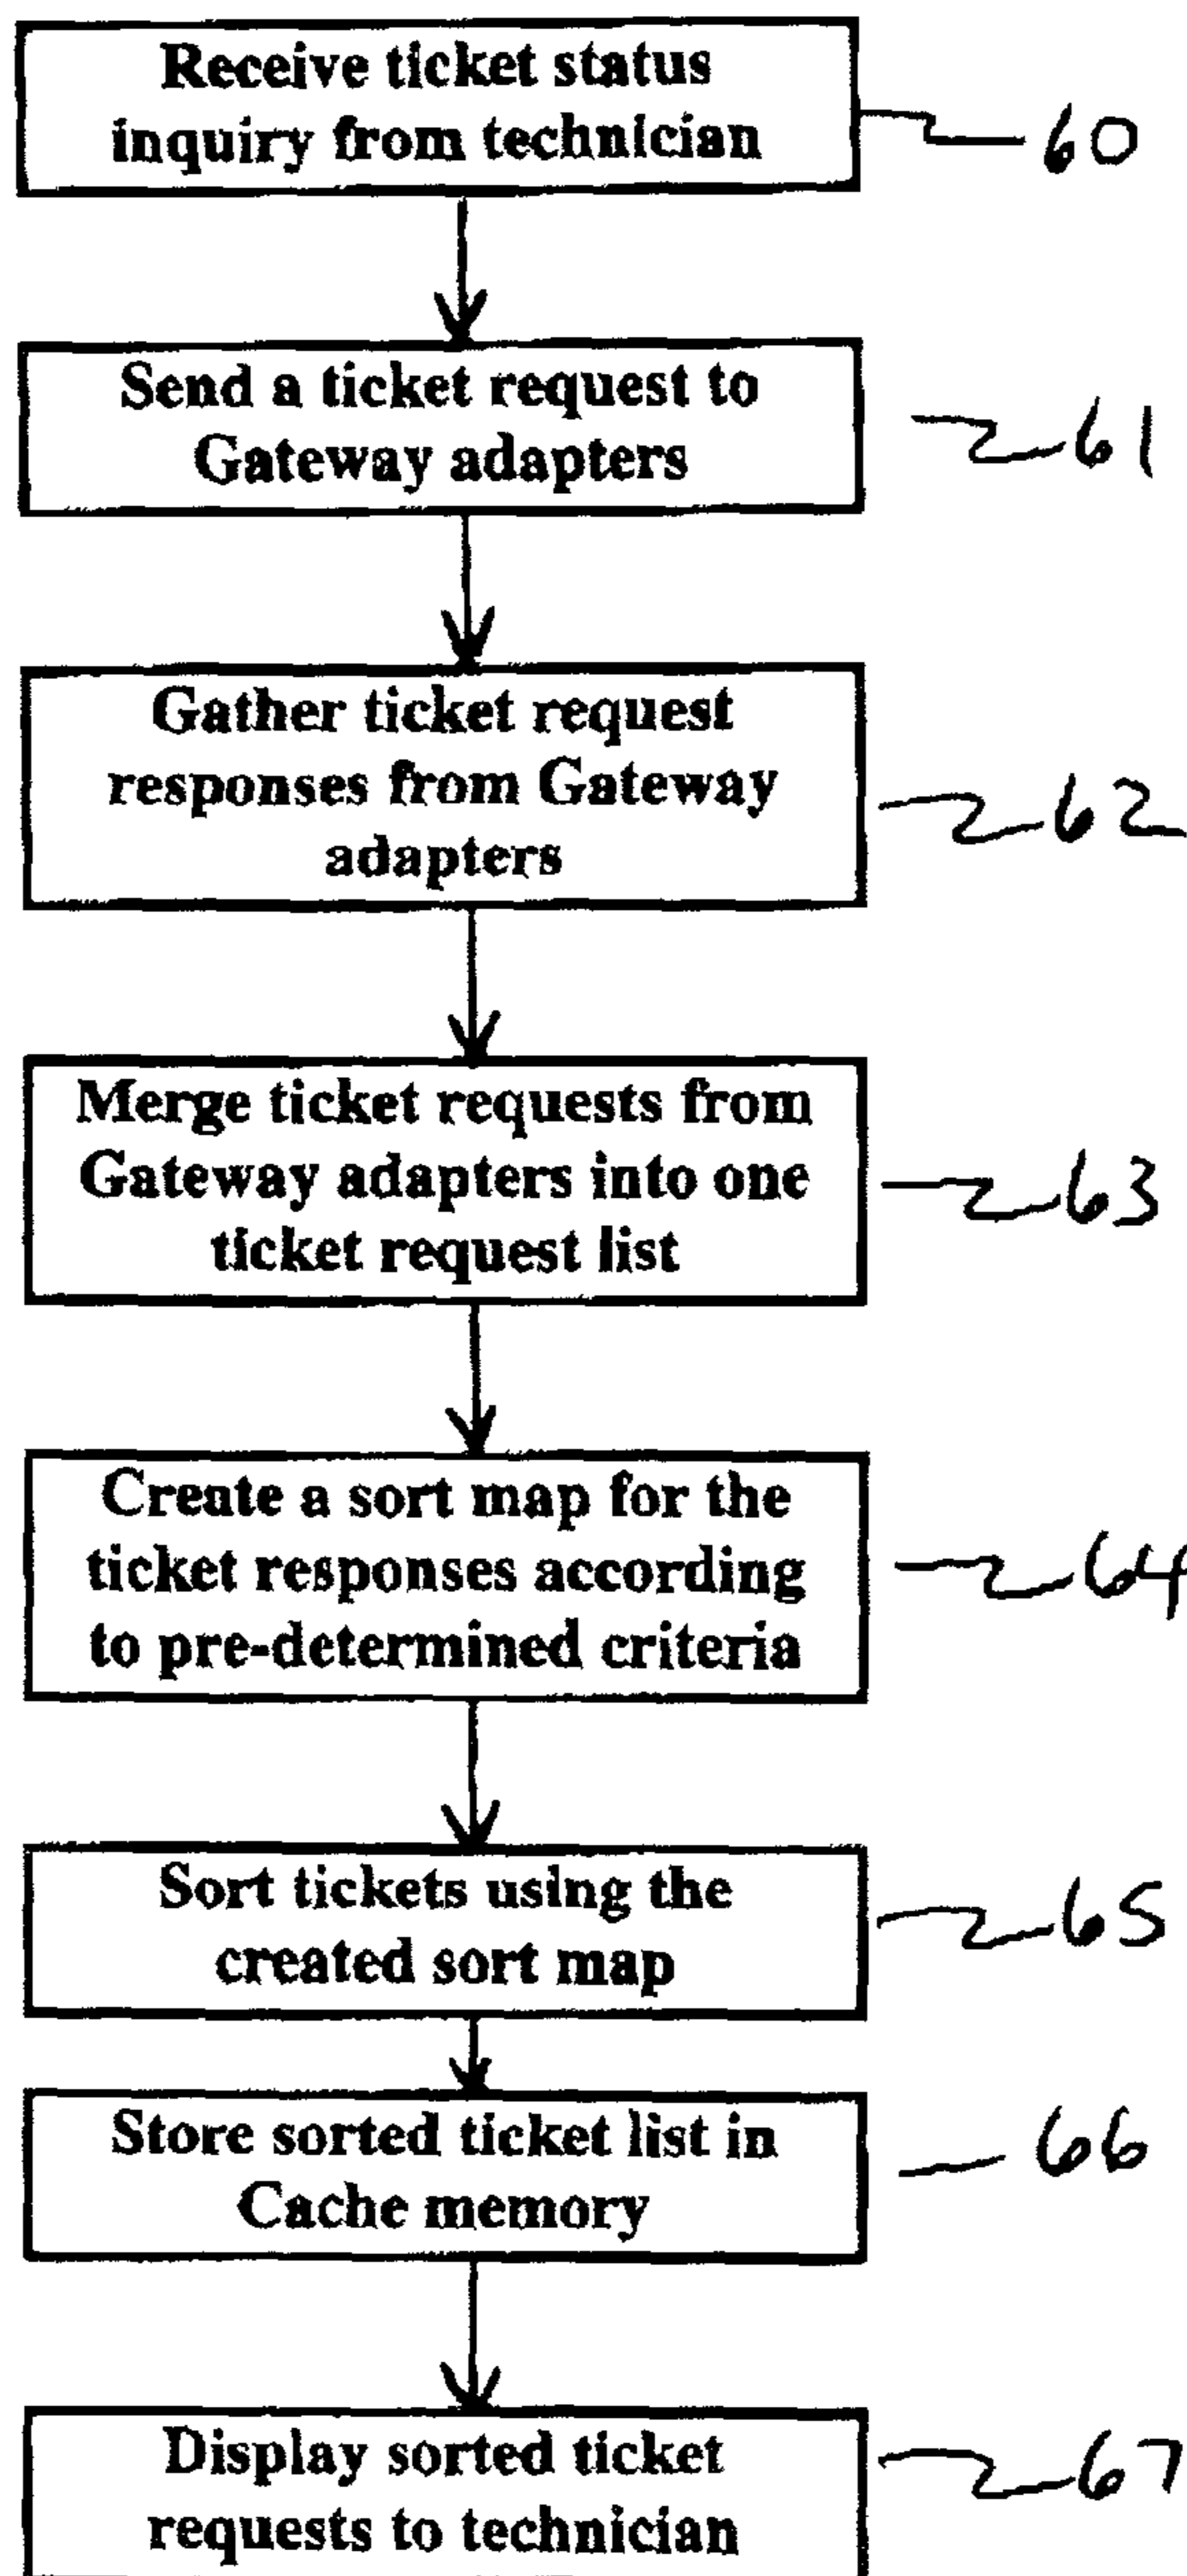 Receive ticket status
inquiry from technician
60
Send a ticket request to
Gateway adapters
61
Gather ticket request
responses from Gateway
adapters
62
Merge ticket requests from
Gateway adapters into one
ticket request list
63
Create a sort map for the
ticket responses according
to pre-determined criteria
64
Sort tickets using the
created sort map
65
Store sorted ticket list in
Cache memory
66
Display sorted ticket
requests to technician
67